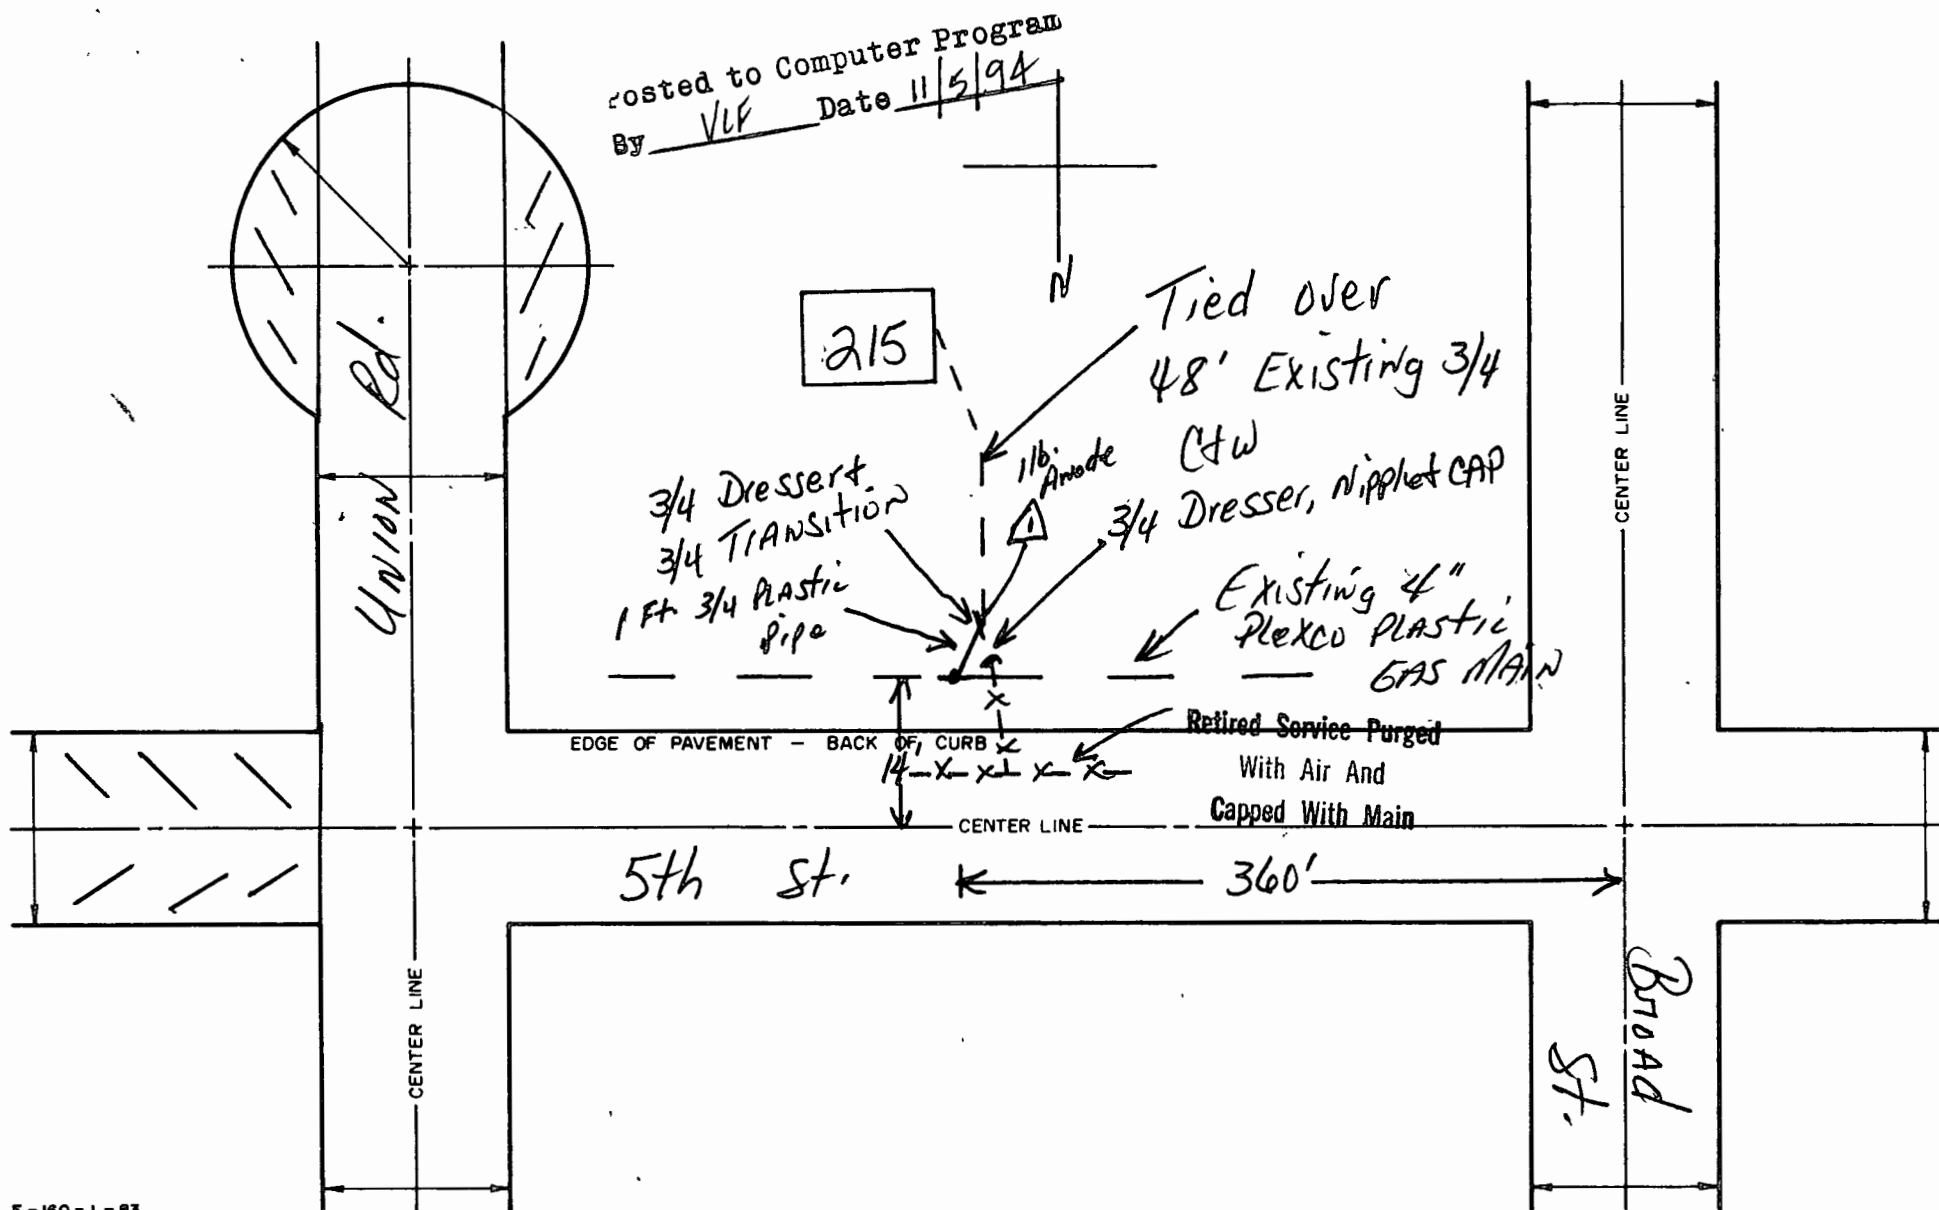 Posted to Computer Program
By VLF Date 11/5/94
N
215
Tied over
48' Existing 3/4
C+W
1 lb. Anode
1
3/4 Dresser+
3/4 TRANSITION
1 Ft 3/4 Plastic
pipe
3/4 Dresser, Nipple+ CAP
Existing 4"
Plexco PLAStic
GAS MAIN
Union Rd.
CENTER LINE
EDGE OF PAVEMENT – BACK OF CURB
14'
Retired Service Purged
With Air And
Capped With Main
CENTER LINE
5th St.
360'
CENTER LINE
BroAd
St.